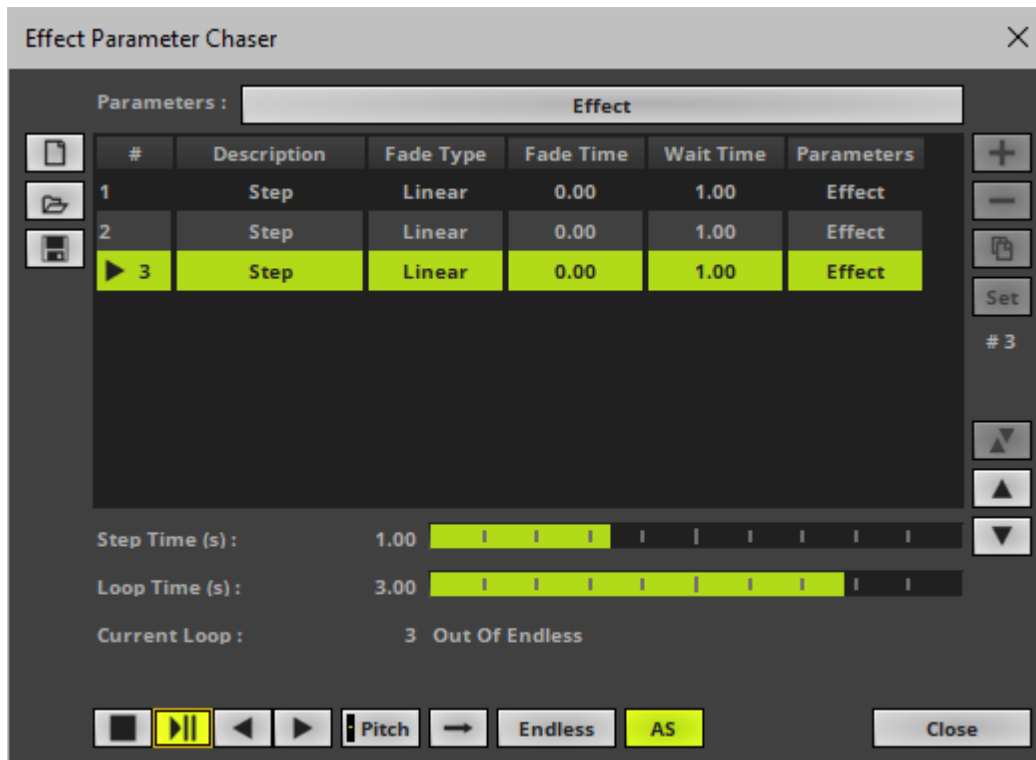 Effect Parameter Chaser
Parameters : Effect
# Description Fade Type Fade Time Wait Time Parameters
1 Step Linear 0.00 1.00 Effect
2 Step Linear 0.00 1.00 Effect
3 Step Linear 0.00 1.00 Effect
Set
# 3
Step Time (s) : 1.00
Loop Time (s) : 3.00
Current Loop : 3 Out Of Endless
Pitch Endless AS Close